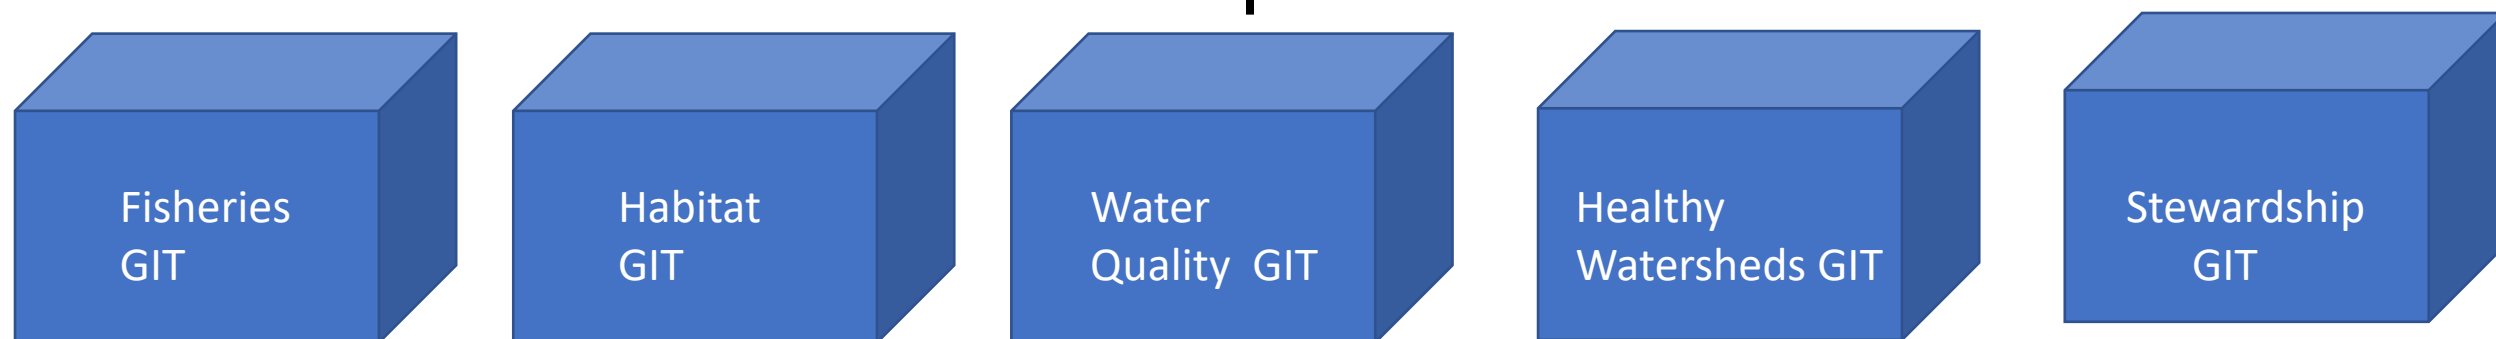 Fisheries
GIT
Habitat
GIT
Water
Quality  GIT
Healthy
Watersheds GIT
Stewardship
GIT